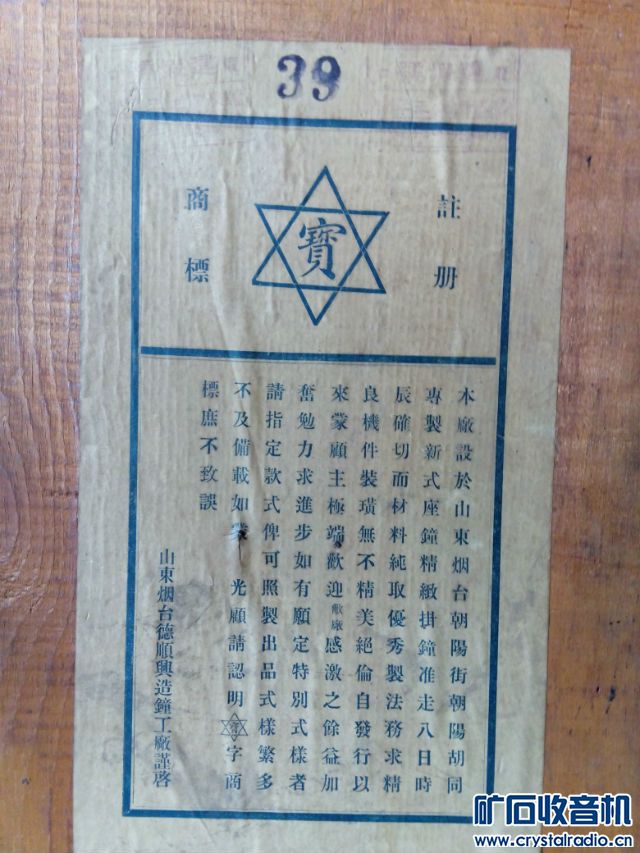 39
註册
商標
寶
本廠設於山東烟台朝陽街朝陽胡同
專製新式座鐘精緻掛鐘准走八日時
辰確切而材料純取優秀製法務求精
良機件裝璜無不精美絕倫自發行以
來蒙顧主極端歡迎敝廠感激之餘益加
奮勉力求進步如有願定特別式樣者
請指定款式俾可照製出品式樣繁多
不及備載如蒙 光顧請認明寶字商
標庶不致誤
山東烟台德順興造鐘工廠謹啓
矿石收音机
www.crystalradio.cn